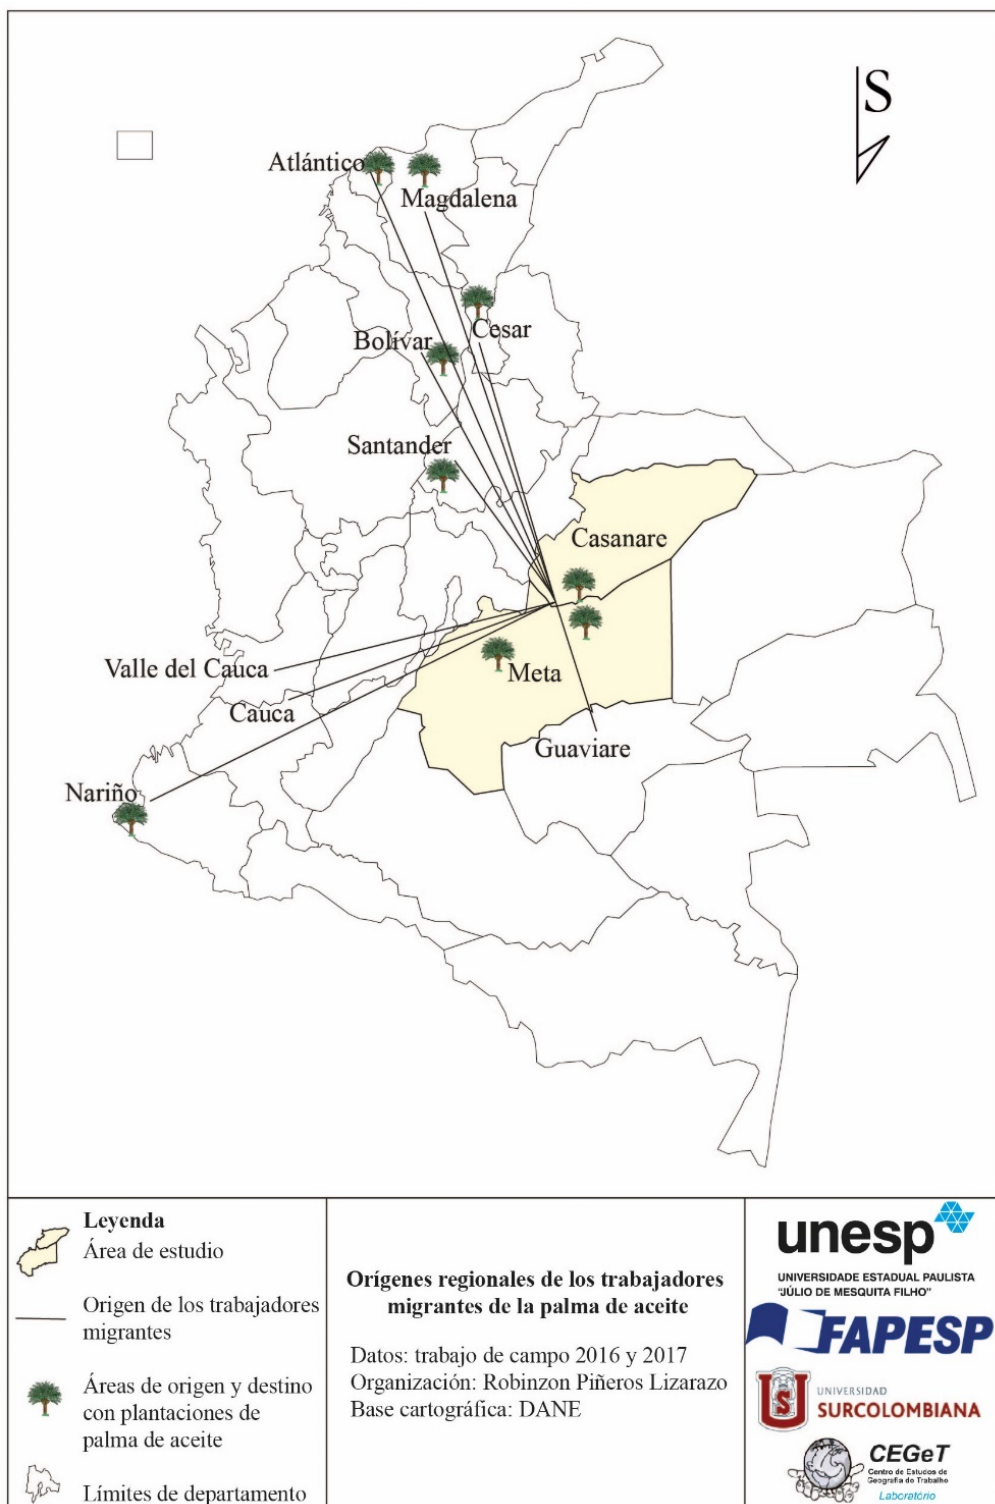 S
Atlántico
Magdalena
Cesar
Bolívar
Santander
Casanare
Valle del Cauca
Meta
Cauca
Guaviare
Nariño
Leyenda
Área de estudio
Origen de los trabajadores
migrantes
Áreas de origen y destino
con plantaciones de
palma de aceite
Límites de departamento
Orígenes regionales de los trabajadores
migrantes de la palma de aceite
Datos: trabajo de campo 2016 y 2017
Organización: Robinzon Piñeros Lizarazo
Base cartográfica: DANE
unesp
UNIVERSIDADE ESTADUAL PAULISTA
"JÚLIO DE MESQUITA FILHO"
FAPESP
UNIVERSIDAD
SURCOLOMBIANA
CEGeT
Centro de Estudos de
Geografia do Trabalho
Laboratório